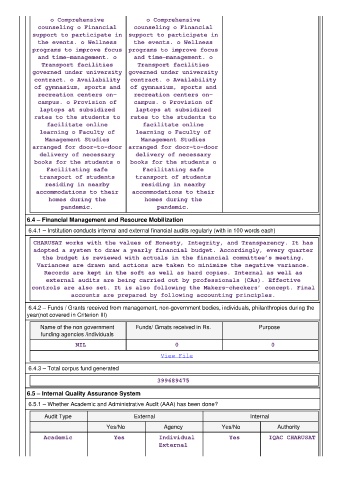 o Comprehensive
counseling o Financial
support to participate in
the events. o Wellness
programs to improve focus
and time-management. o
Transport facilities
governed under university
contract. o Availability
of gymnasium, sports and
recreation centers on-
campus. o Provision of
laptops at subsidized
rates to the students to
facilitate online
learning o Faculty of
Management Studies
arranged for door-to-door
delivery of necessary
books for the students o
Facilitating safe
transport of students
residing in nearby
accommodations to their
homes during the
pandemic.
o Comprehensive
counseling o Financial
support to participate in
the events. o Wellness
programs to improve focus
and time-management. o
Transport facilities
governed under university
contract. o Availability
of gymnasium, sports and
recreation centers on-
campus. o Provision of
laptops at subsidized
rates to the students to
facilitate online
learning o Faculty of
Management Studies
arranged for door-to-door
delivery of necessary
books for the students o
Facilitating safe
transport of students
residing in nearby
accommodations to their
homes during the
pandemic.
6.4 – Financial Management and Resource Mobilization
6.4.1 – Institution conducts internal and external financial audits regularly (with in 100 words each)
CHARUSAT works with the values of Honesty, Integrity, and Transparency. It has
adopted a system to draw a yearly financial budget. Accordingly, every quarter
the budget is reviewed with actuals in the financial committee's meeting.
Variances are drawn and actions are taken to minimize the negative variance.
Records are kept in the soft as well as hard copies. Internal as well as
external audits are being carried out by professionals (CAs). Effective
controls are also set. It is also following the Makers-checkers' concept. Final
accounts are prepared by following accounting principles.
6.4.2 – Funds / Grants received from management, non-government bodies, individuals, philanthropies during the
year(not covered in Criterion III)
Name of the non government
funding agencies /individuals
Funds/ Grnats received in Rs.
Purpose
NIL
0
0
View File
6.4.3 – Total corpus fund generated
399689475
6.5 – Internal Quality Assurance System
6.5.1 – Whether Academic and Administrative Audit (AAA) has been done?
Audit Type External Internal
Yes/No Agency Yes/No Authority
Academic Yes Individual Yes IQAC CHARUSAT
External